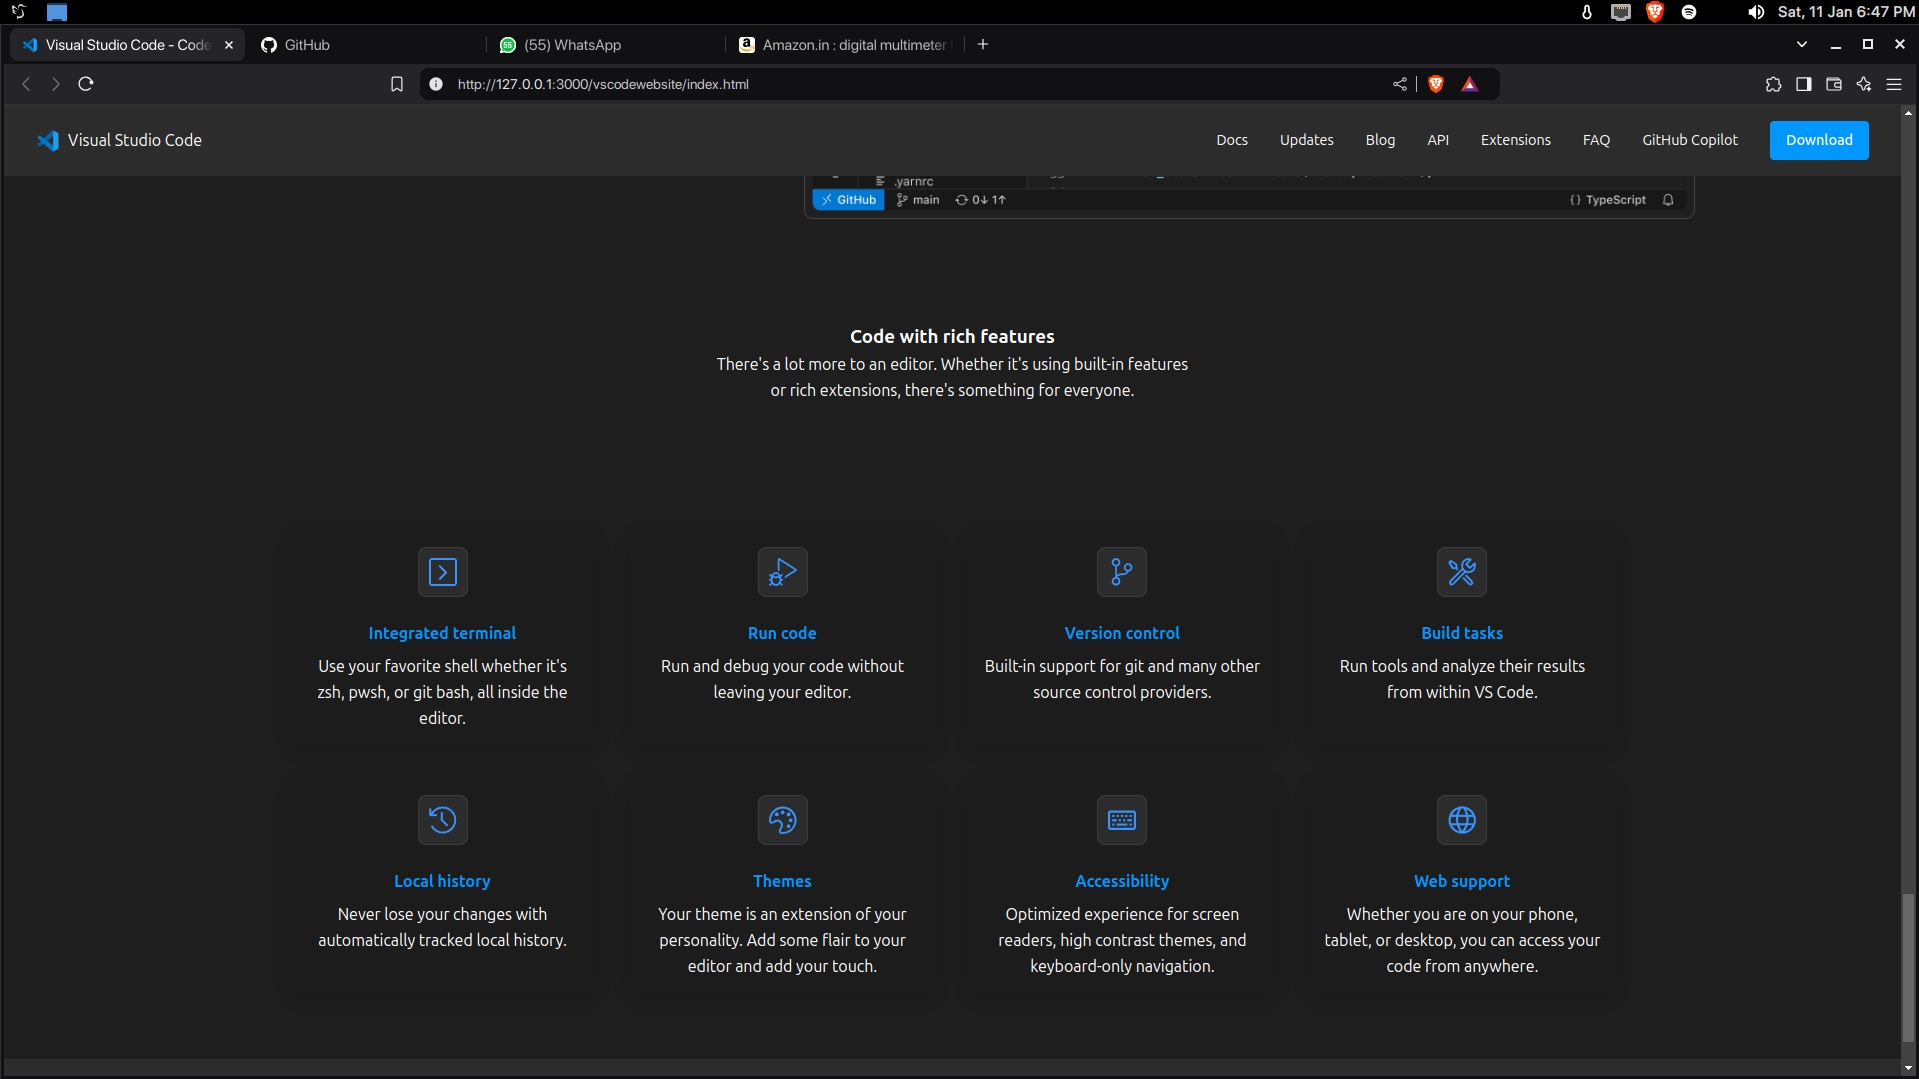 Sat, 11 Jan 6:47 PM
Visual Studio Code - Code
GitHub
(55) WhatsApp
Amazon.in : digital multimeter
http://127.0.0.1:3000/vscodewebsite/index.html
Visual Studio Code
Docs
Updates
Blog
API
Extensions
FAQ
GitHub Copilot
Download
.yarnrc
GitHub
main
0↓ 1↑
{} TypeScript
Code with rich features
There's a lot more to an editor. Whether it's using built-in features
or rich extensions, there's something for everyone.
Integrated terminal
Use your favorite shell whether it's
zsh, pwsh, or git bash, all inside the
editor.
Run code
Run and debug your code without
leaving your editor.
Version control
Built-in support for git and many other
source control providers.
Build tasks
Run tools and analyze their results
from within VS Code.
Local history
Never lose your changes with
automatically tracked local history.
Themes
Your theme is an extension of your
personality. Add some flair to your
editor and add your touch.
Accessibility
Optimized experience for screen
readers, high contrast themes, and
keyboard-only navigation.
Web support
Whether you are on your phone,
tablet, or desktop, you can access your
code from anywhere.